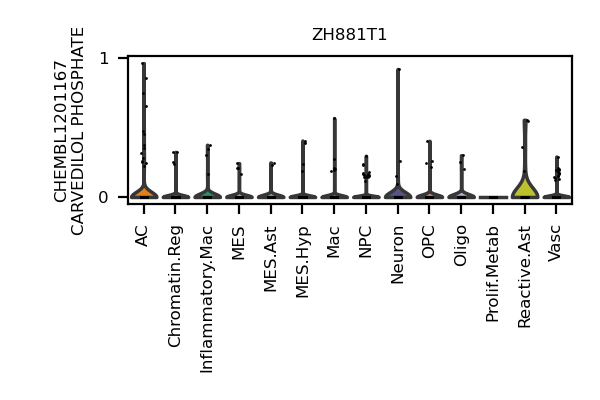 ZH881T1
CHEMBL1201167
CARVEDILOL PHOSPHATE
1
0
AC
Chromatin.Reg
Inflammatory.Mac
MES
MES.Ast
MES.Hyp
Mac
NPC
Neuron
OPC
Oligo
Prolif.Metab
Reactive.Ast
Vasc